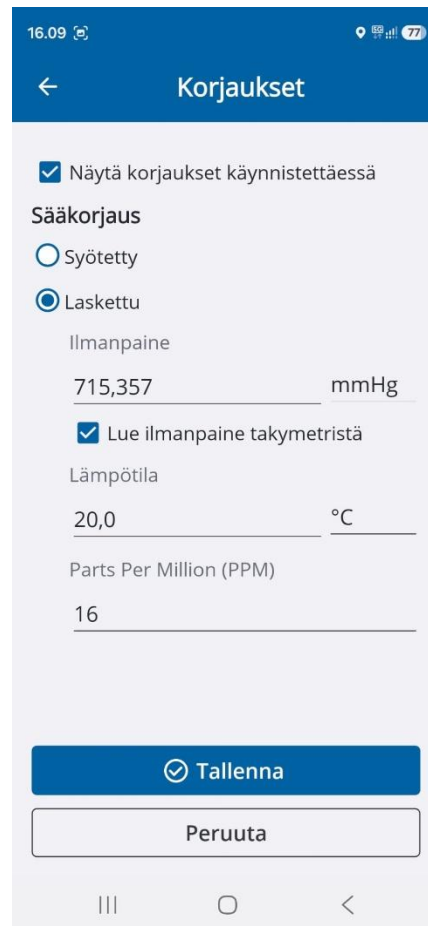 16.09 5G 77
Korjaukset
Näytä korjaukset käynnistettäessä
Sääkorjaus
Syötetty
Laskettu
Ilmanpaine
715,357 mmHg
Lue ilmanpaine takymetristä
Lämpötila
20,0 °C
Parts Per Million (PPM)
16
Tallenna
Peruuta